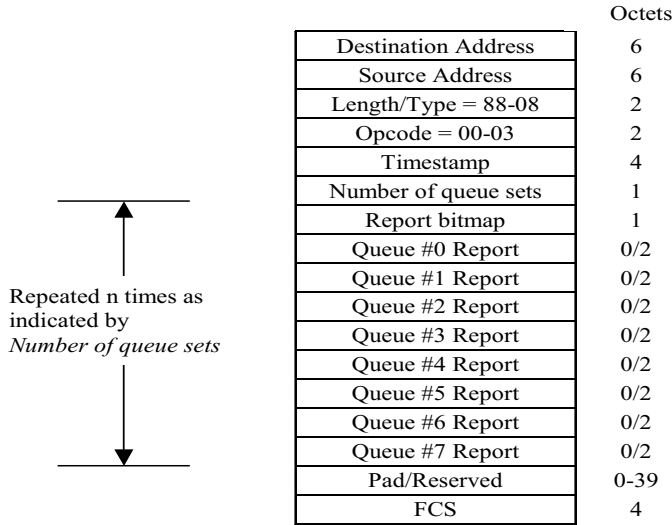 Octets
Destination Address 6
Source Address 6
Length/Type = 88-08 2
Opcode = 00-03 2
Timestamp 4
Number of queue sets 1
Report bitmap 1
Queue #0 Report 0/2
Queue #1 Report 0/2
Queue #2 Report 0/2
Queue #3 Report 0/2
Queue #4 Report 0/2
Queue #5 Report 0/2
Queue #6 Report 0/2
Queue #7 Report 0/2
Pad/Reserved 0-39
FCS 4
Repeated n times as
indicated by
Number of queue sets